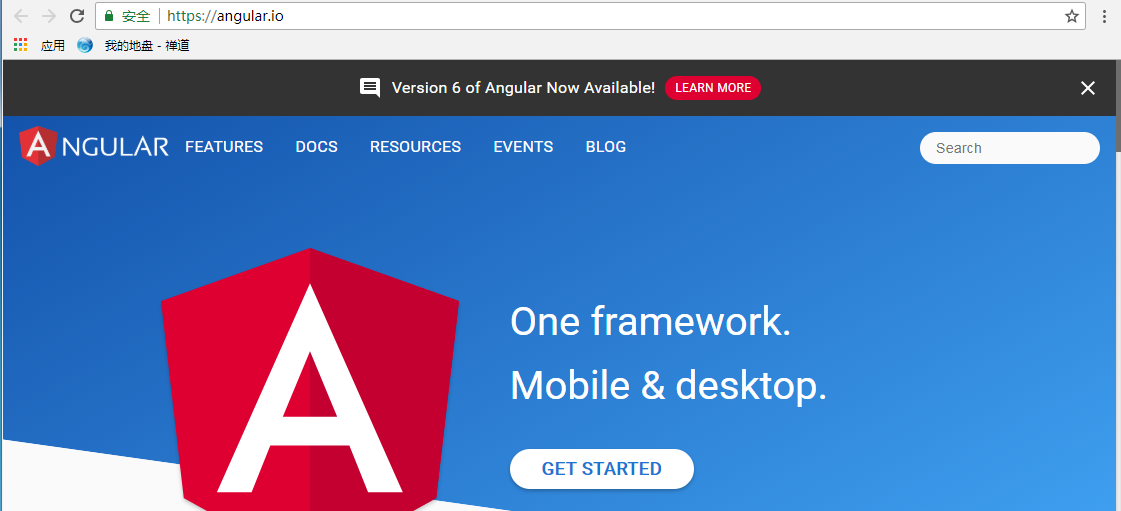 安全 https://angular.io
应用 我的地盘 - 禅道
Version 6 of Angular Now Available! LEARN MORE
ANGULAR FEATURES DOCS RESOURCES EVENTS BLOG Search
A
One framework.
Mobile & desktop.
GET STARTED